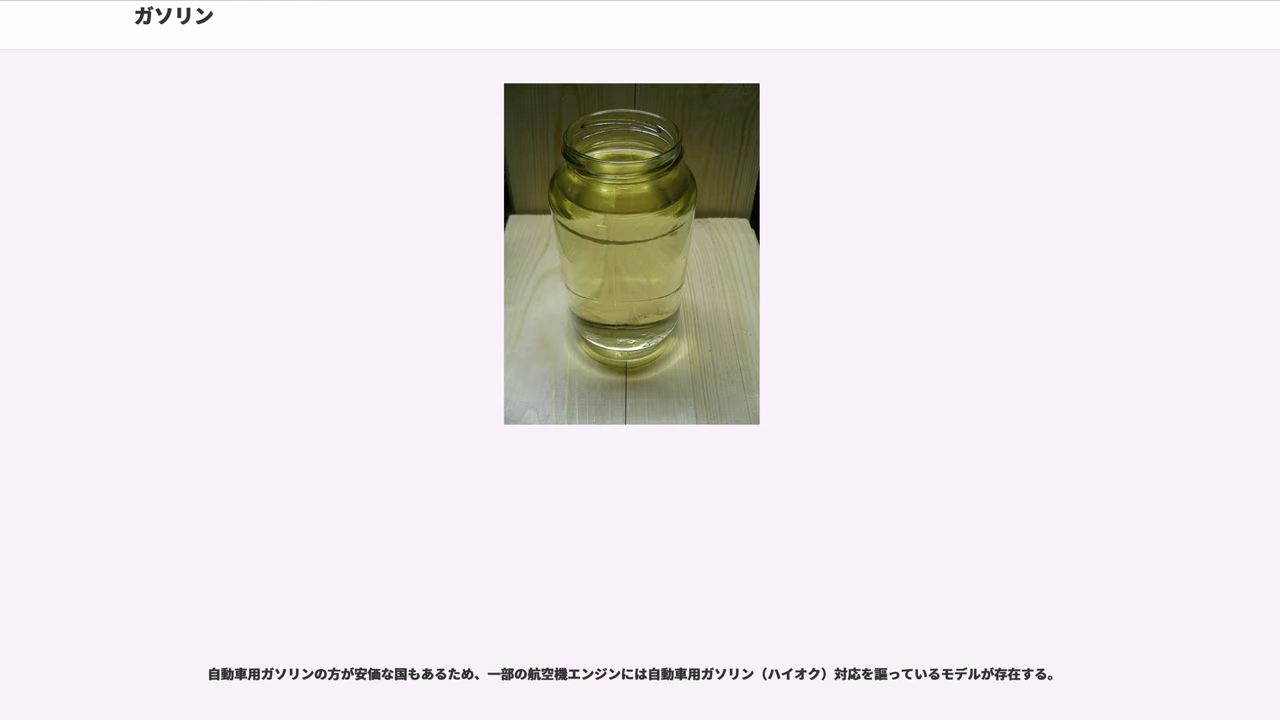 ガソリン
自動車用ガソリンの方が安価な国もあるため、一部の航空機エンジンには自動車用ガソリン（ハイオク）対応を謳っているモデルが存在する。